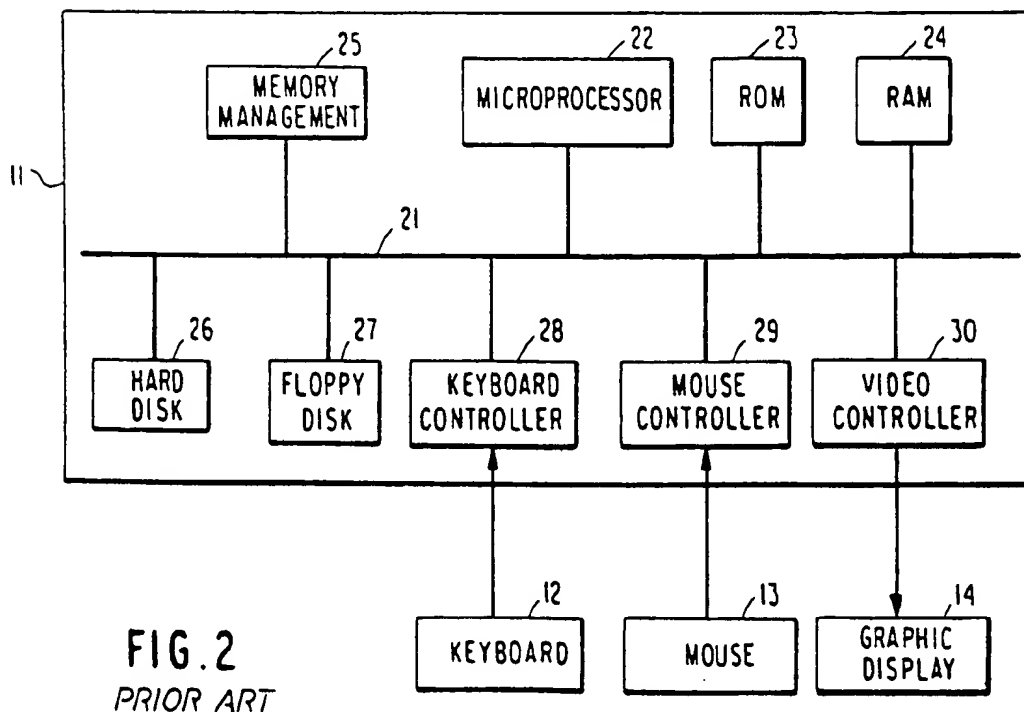 25
22
23
24
MEMORY
MANAGEMENT
MICROPROCESSOR
ROM
RAM
11
21
26
27
28
29
30
HARD
DISK
FLOPPY
DISK
KEYBOARD
CONTROLLER
MOUSE
CONTROLLER
VIDEO
CONTROLLER
12
13
14
KEYBOARD
MOUSE
GRAPHIC
DISPLAY
FIG.2
PRIOR ART